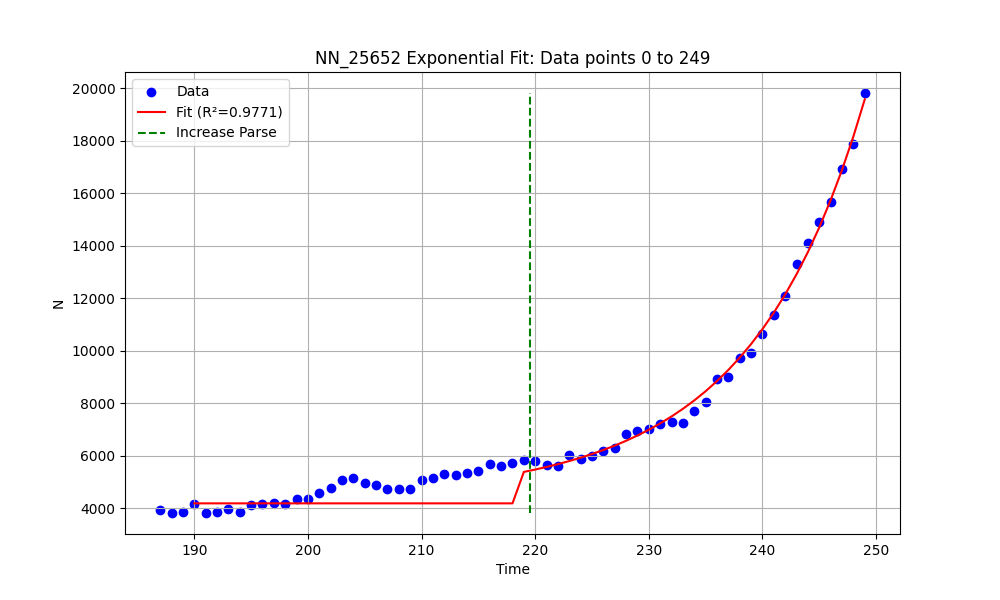 NN_25652 Exponential Fit: Data points 0 to 249
Data
Fit (R²=0.9771)
Increase Parse
20000
18000
16000
14000
12000
10000
8000
6000
4000
N
190 200 210 220 230 240 250
Time